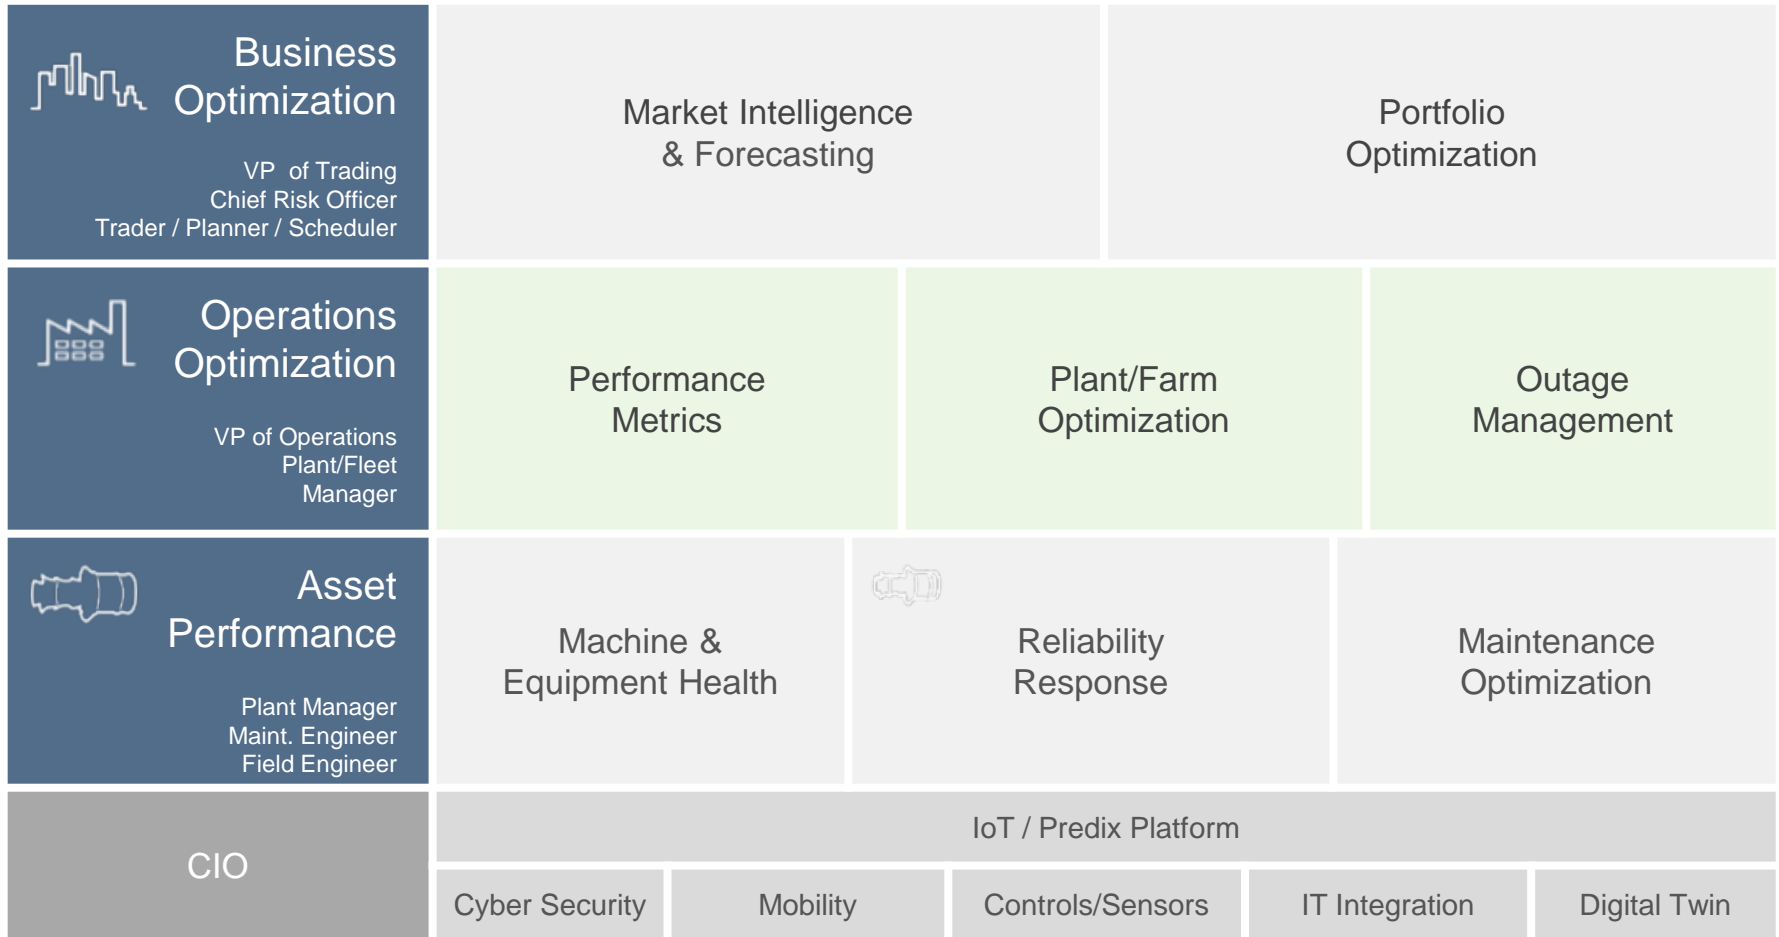 Business
Optimization
VP of Trading
Chief Risk Officer
Trader / Planner / Scheduler
Market Intelligence
& Forecasting
Portfolio
Optimization
Operations
Optimization
VP of Operations
Plant/Fleet
Manager
Performance
Metrics
Plant/Farm
Optimization
Outage
Management
Asset
Performance
Plant Manager
Maint. Engineer
Field Engineer
Machine &
Equipment Health
Reliability
Response
Maintenance
Optimization
CIO
IoT / Predix Platform
Cyber Security
Mobility
Controls/Sensors
IT Integration
Digital Twin